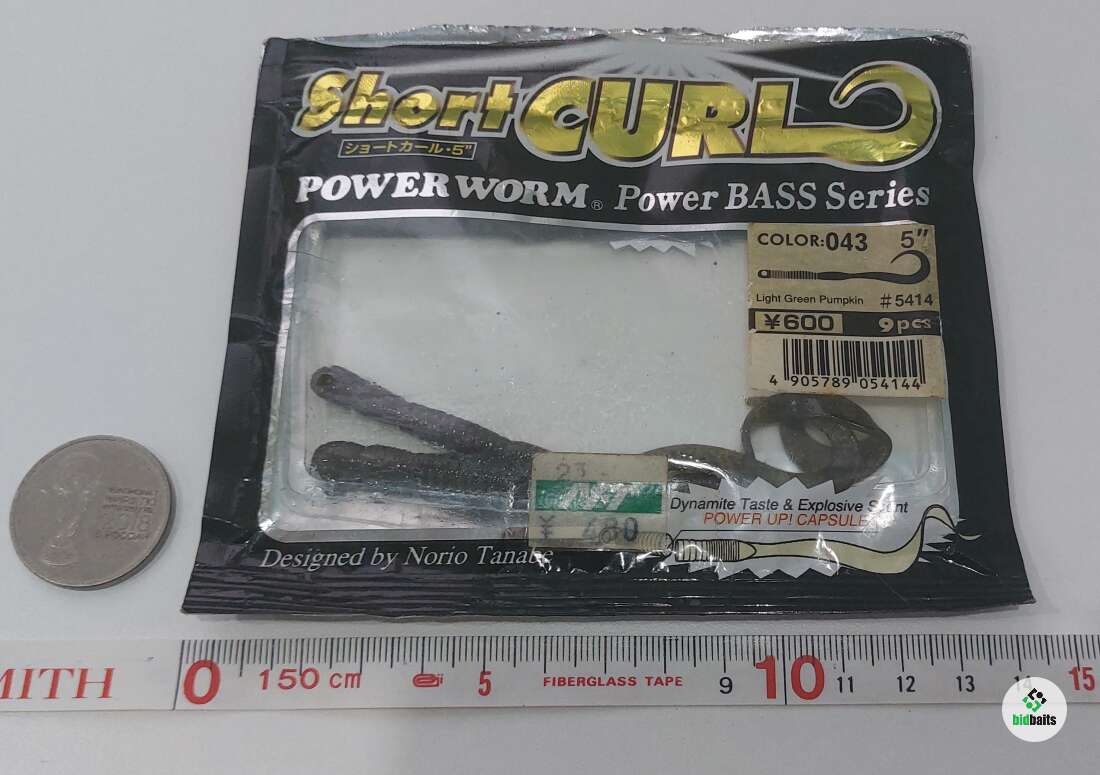 Short CURL
ショートカール・5"
POWER WORM® Power BASS Series
COLOR:043 5"
Light Green Pumpkin #5414
¥600 9pcs
4 905789 054144
23
¥ 480
Dynamite Taste & Explosive Scent
POWER UP! CAPSULE
Designed by Norio Tanabe
MITH 0 150 cm 5 FIBERGLASS TAPE 9 10 11 12 13 14 15
bidbaits